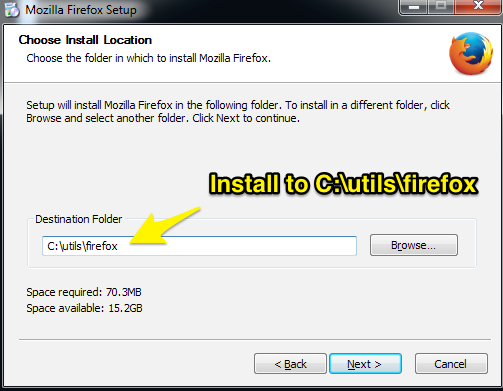 Mozilla Firefox Setup
Choose Install Location
Choose the folder in which to install Mozilla Firefox.
Setup will install Mozilla Firefox in the following folder. To install in a different folder, click
Browse and select another folder. Click Next to continue.
Install to C:\utils\firefox
Destination Folder
C:\utils\firefox
Browse...
Space required: 70.3MB
Space available: 15.2GB
< Back
Next >
Cancel